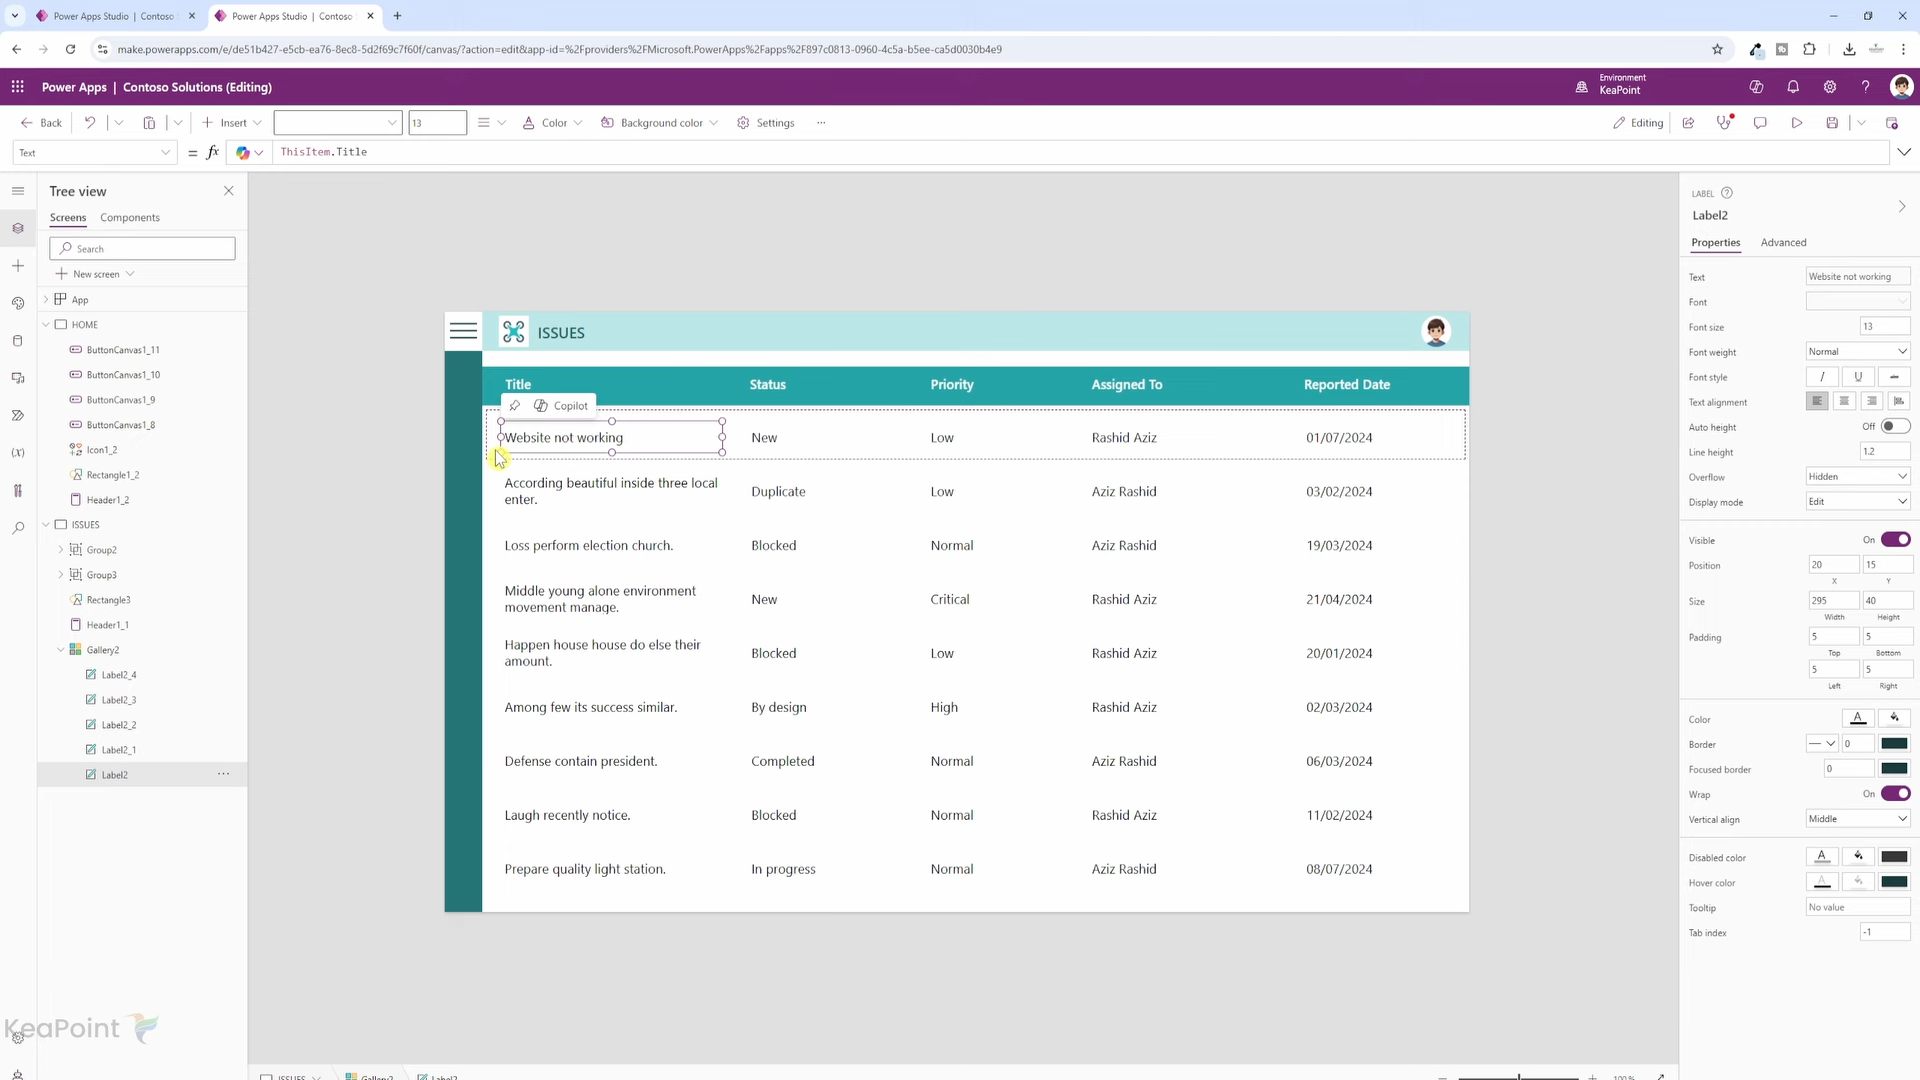 Power Apps Studio | Contoso
Power Apps Studio | Contoso
make.powerapps.com/e/de51b427-e5cb-ea76-8ec8-5d2f69c7f60f/canvas/?action=edit&app-id=%2Fproviders%2FMicrosoft.PowerApps%2Fapps%2F897c0813-0960-4c5a-b5ee-ca5d0030b4e9
Power Apps | Contoso Solutions (Editing)
Environment
KeaPoint
Back
Insert
13
Color
Background color
Settings
Editing
Text
= fx
ThisItem.Title
Tree view
Screens
Components
Search
New screen
App
HOME
ButtonCanvas1_11
ButtonCanvas1_10
ButtonCanvas1_9
ButtonCanvas1_8
Icon1_2
Rectangle1_2
Header1_2
ISSUES
Group2
Group3
Rectangle3
Header1_1
Gallery2
Label2_4
Label2_3
Label2_2
Label2_1
Label2
KeaPoint
ISSUES
Title Status Priority Assigned To Reported Date
Copilot
Website not working New Low Rashid Aziz 01/07/2024
According beautiful inside three local
enter. Duplicate Low Aziz Rashid 03/02/2024
Loss perform election church. Blocked Normal Aziz Rashid 19/03/2024
Middle young alone environment
movement manage. New Critical Rashid Aziz 21/04/2024
Happen house house do else their
amount. Blocked Low Rashid Aziz 20/01/2024
Among few its success similar. By design High Rashid Aziz 02/03/2024
Defense contain president. Completed Normal Aziz Rashid 06/03/2024
Laugh recently notice. Blocked Normal Rashid Aziz 11/02/2024
Prepare quality light station. In progress Normal Aziz Rashid 08/07/2024
LABEL
Label2
Properties
Advanced
Text Website not working
Font
Font size 13
Font weight Normal
Font style
Text alignment
Auto height Off
Line height 1.2
Overflow Hidden
Display mode Edit
Visible On
Position 20 15
X Y
Size 295 40
Width Height
Padding 5 5
Top Bottom
5 5
Left Right
Color
Border 0
Focused border 0
Wrap On
Vertical align Middle
Disabled color
Hover color
Tooltip No value
Tab index -1
ISSUES
Gallery2
Label2
100%